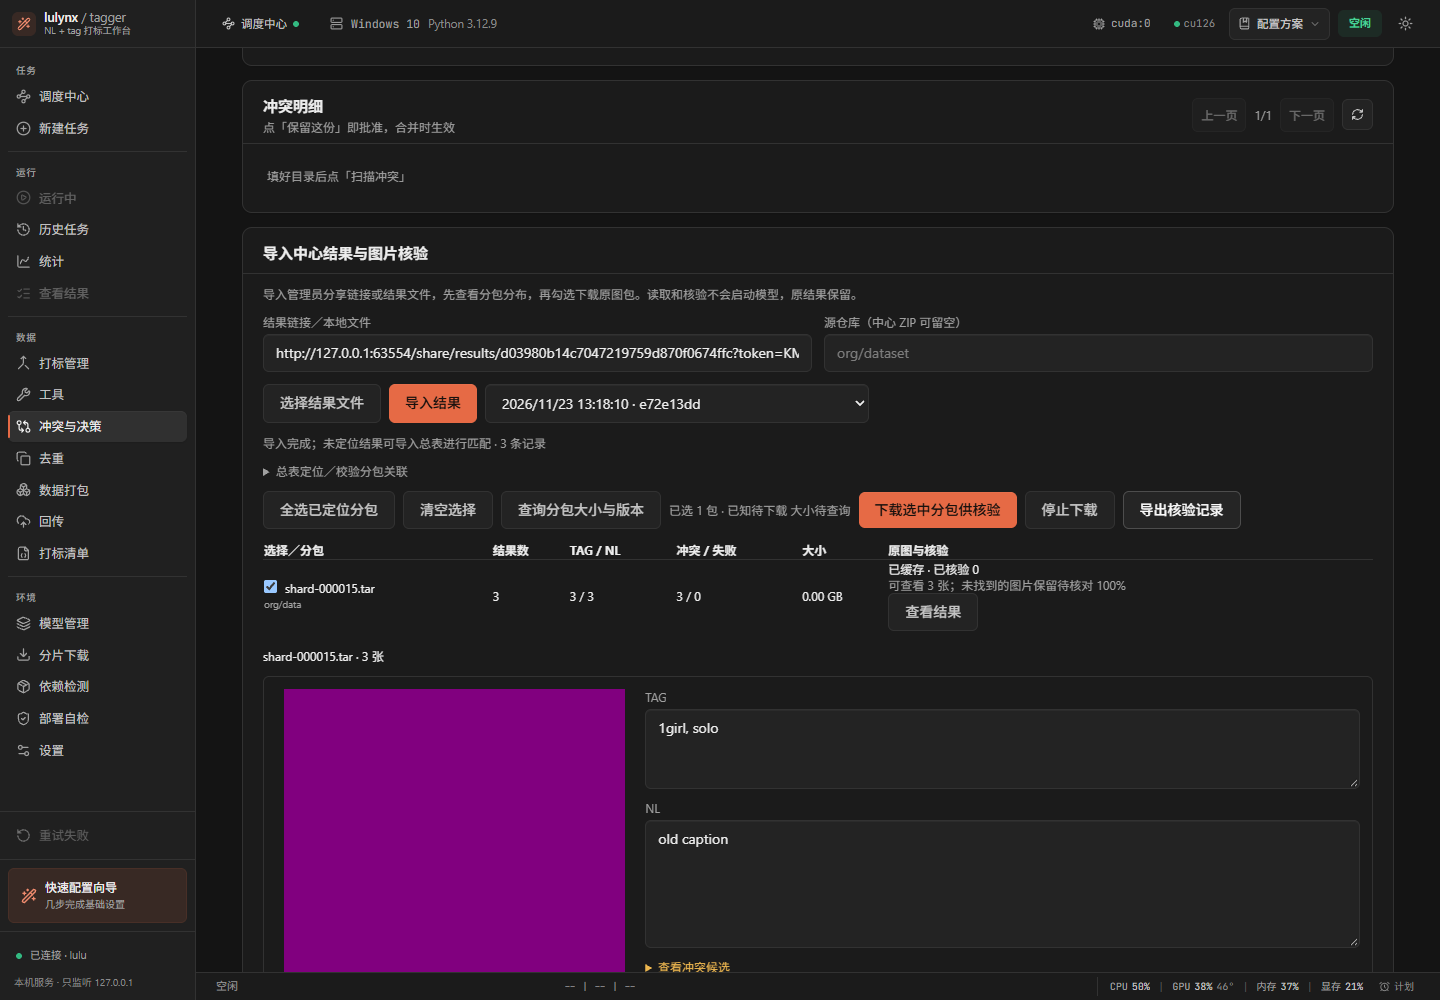 lulynx / tagger
NL + tag 打标工作台
调度中心
Windows 10 Python 3.12.9
cuda:0
cu126
配置方案
空闲
任务
调度中心
新建任务
运行
运行中
历史任务
统计
查看结果
数据
打标管理
工具
冲突与决策
去重
数据打包
回传
打标清单
环境
模型管理
分片下载
依赖检测
部署自检
设置
重试失败
快速配置向导
几步完成基础设置
已连接 · lulu
本机服务 · 只监听 127.0.0.1
冲突明细
点「保留这份」即批准，合并时生效
上一页 1/1 下一页
填好目录后点「扫描冲突」
导入中心结果与图片核验
导入管理员分享链接或结果文件，先查看分包分布，再勾选下载原图包。读取和核验不会启动模型，原结果保留。
结果链接／本地文件 源仓库（中心 ZIP 可留空）
http://127.0.0.1:63554/share/results/d03980b14c7047219759d870f0674ffc?token=KM org/dataset
选择结果文件 导入结果 2026/11/23 13:18:10 · e72e13dd
导入完成；未定位结果可导入总表进行匹配 · 3 条记录
总表定位／校验分包关联
全选已定位分包 清空选择 查询分包大小与版本 已选 1 包 · 已知待下载 大小待查询 下载选中分包供核验 停止下载 导出核验记录
选择／分包 结果数 TAG / NL 冲突 / 失败 大小 原图与核验
shard-000015.tar 3 3 / 3 3 / 0 0.00 GB 已缓存 · 已核验 0
org/data 可查看 3 张；未找到的图片保留待核对 100%
查看结果
shard-000015.tar · 3 张
TAG
1girl, solo
NL
old caption
查看冲突候选
空闲 -- | -- | -- CPU 50% | GPU 38% 46° | 内存 37% | 显存 21% 计划